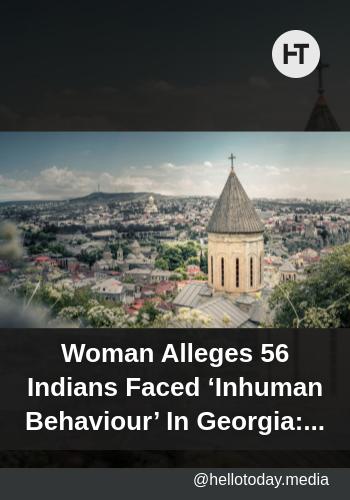 HT
Woman Alleges 56
Indians Faced ‘Inhuman
Behaviour’ In Georgia:...
@hellotoday.media